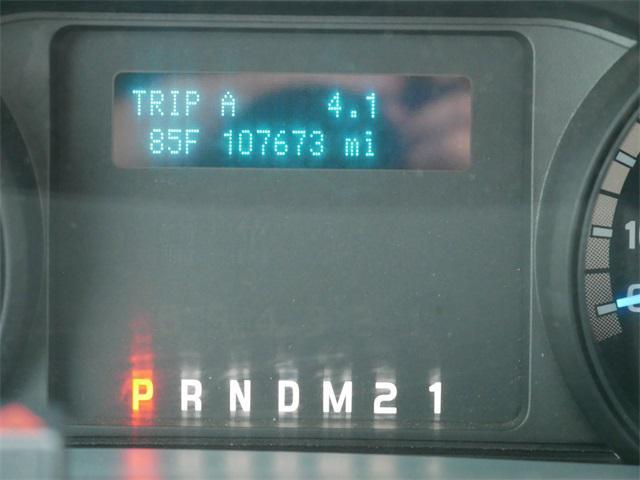 TRIP A 4.1
85F 107673 mi
P R N D M 2 1